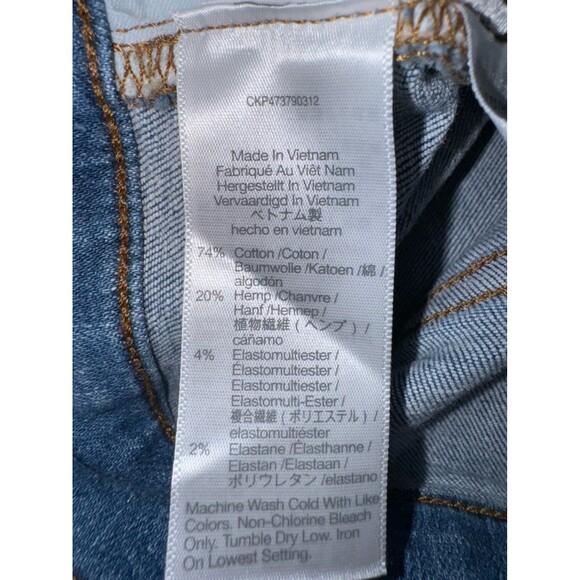 CKP473790312
Made In Vietnam
Fabriqué Au Viêt Nam
Hergestellt In Vietnam
Vervaardigd In Vietnam
ベトナム製
hecho en vietnam
74% Cotton /Coton /
Baumwolle /Katoen /綿 /
algodón
20% Hemp /Chanvre /
Hanf /Hennep /
植物繊維 ( ヘンプ ) /
cáñamo
4% Elastomultiester /
Élastomultiester /
Elastomultiester /
Elastomulti-Ester /
複合繊維 (ポリエステル) /
elastomultiéster
2% Elastane /Élasthanne /
Elastan /Elastaan /
ポリウレタン /elastano
Machine Wash Cold With Like
Colors. Non-Chlorine Bleach
Only. Tumble Dry Low. Iron
On Lowest Setting.